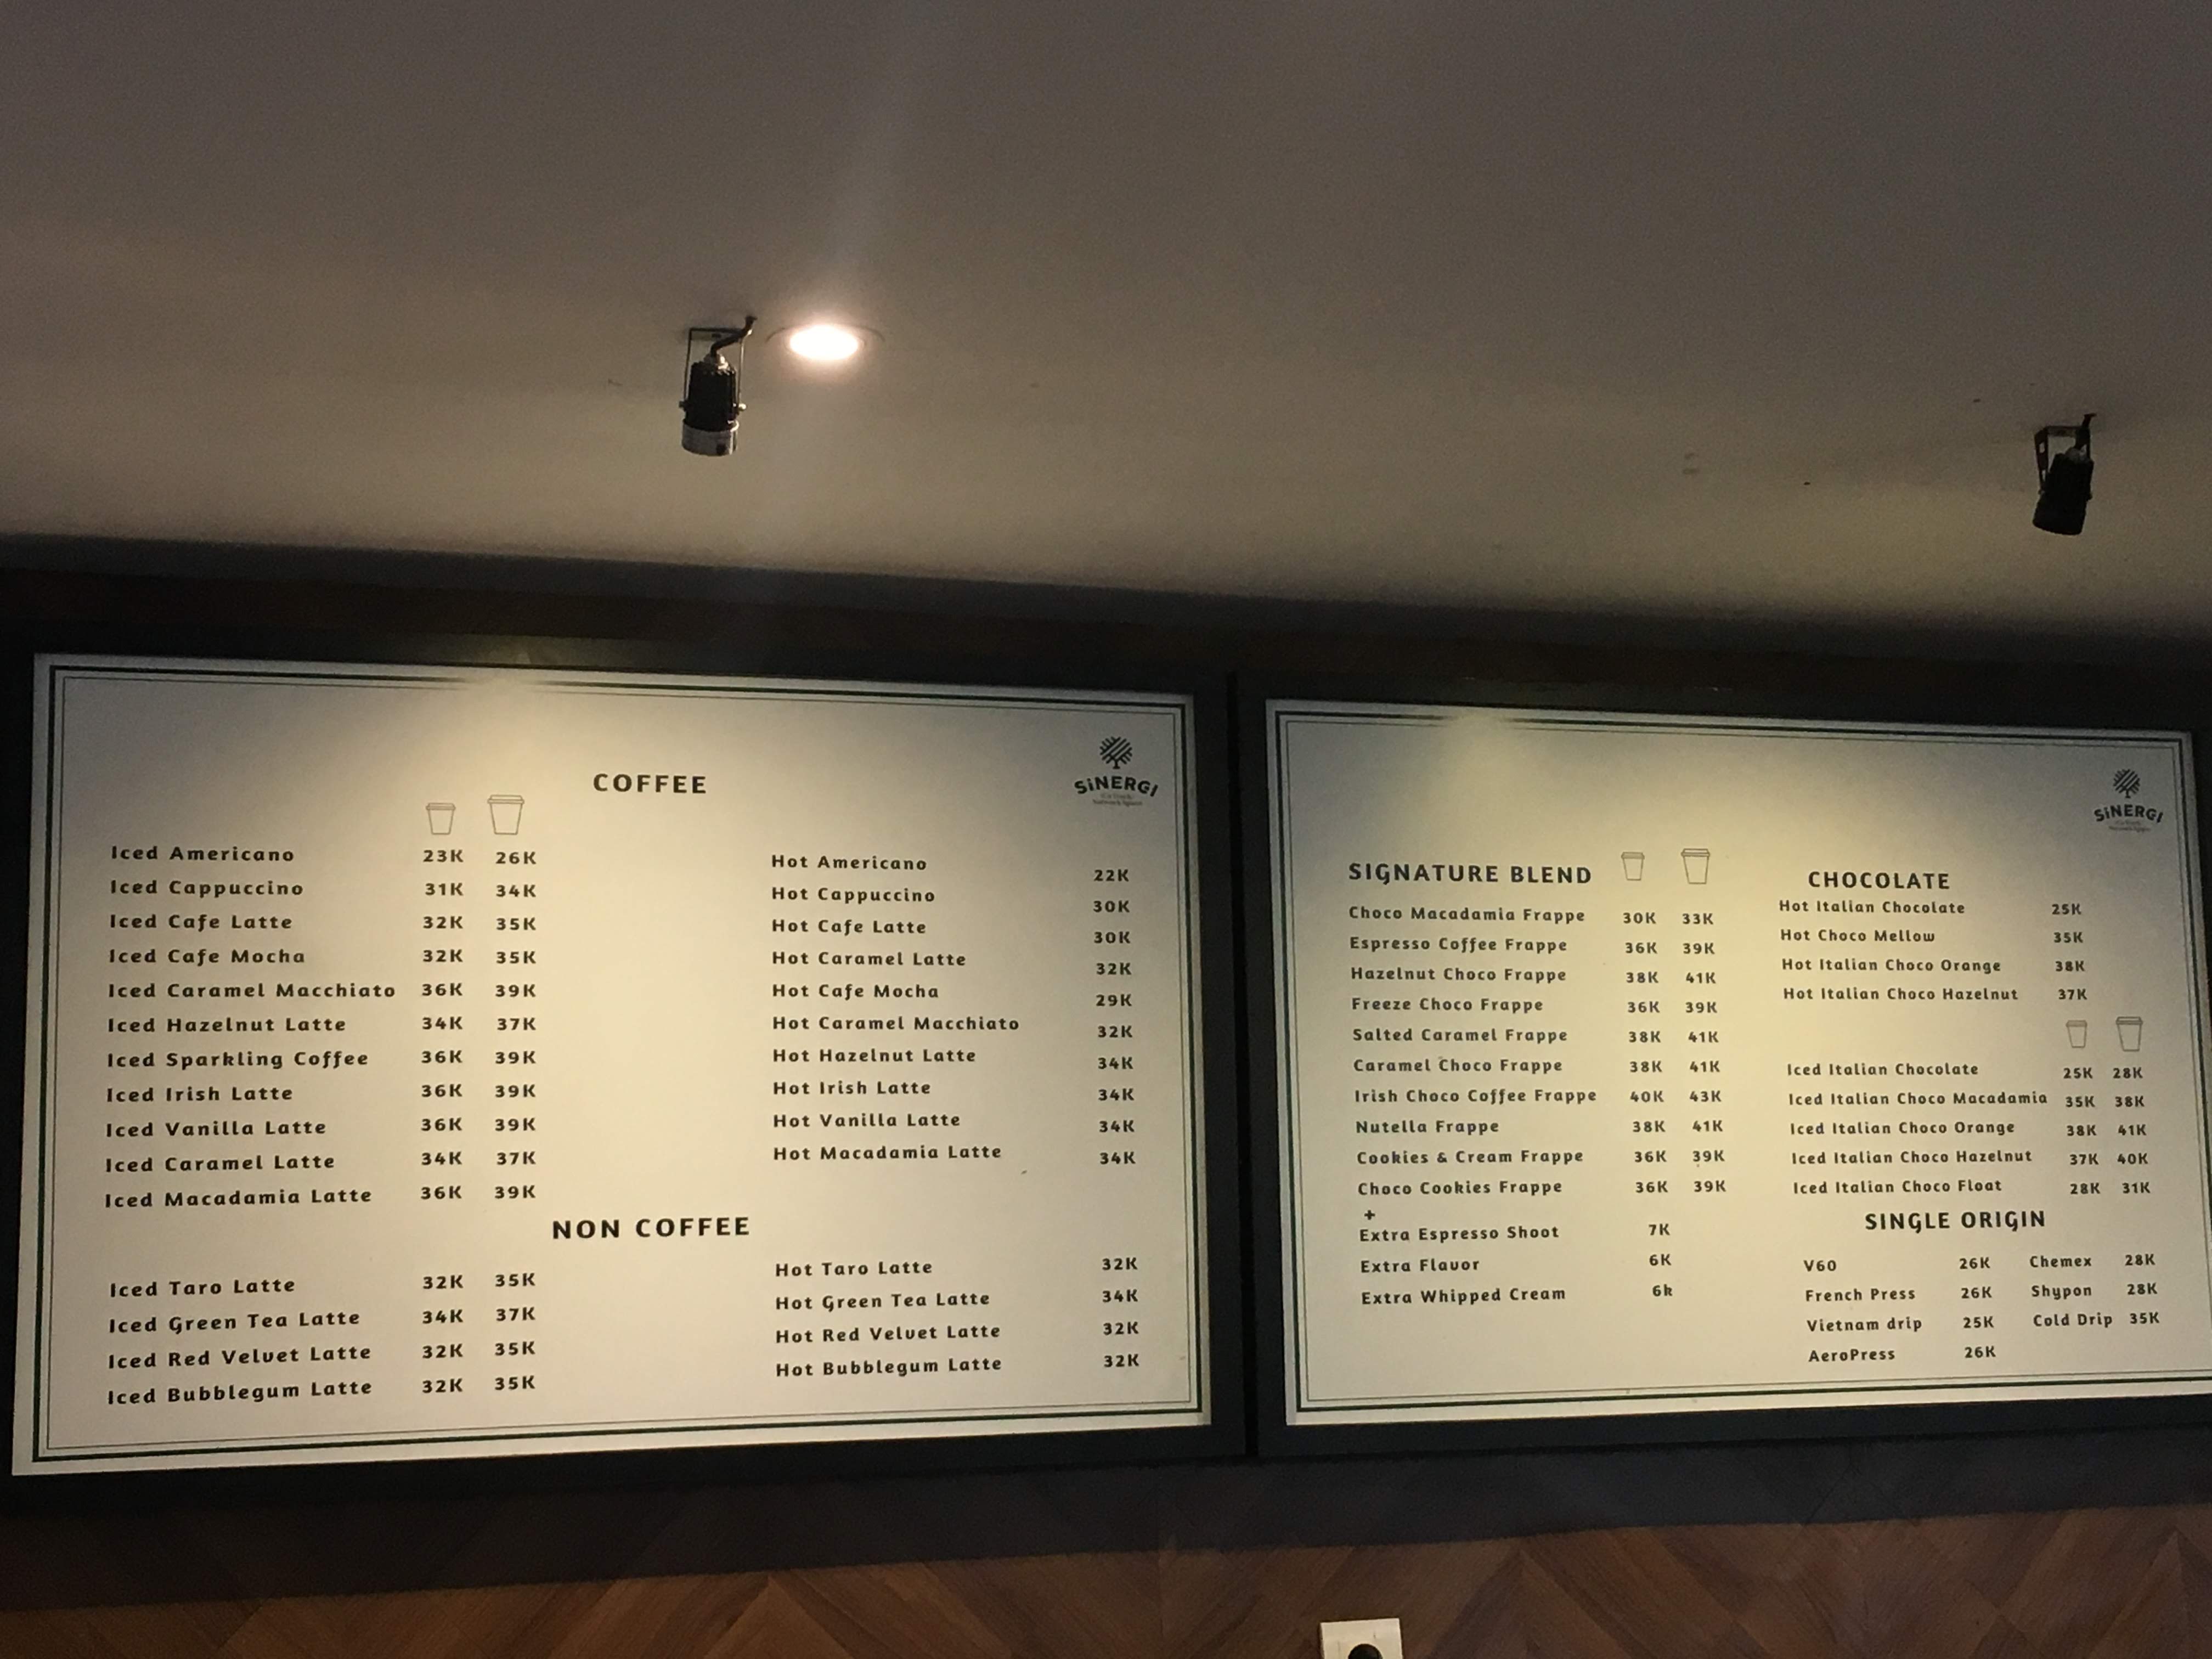 COFFEE
SiNERGI
Iced Americano 23K 26K
Iced Cappuccino 31K 34K
Iced Cafe Latte 32K 35K
Iced Cafe Mocha 32K 35K
Iced Caramel Macchiato 36K 39K
Iced Hazelnut Latte 34K 37K
Iced Sparkling Coffee 36K 39K
Iced Irish Latte 36K 39K
Iced Vanilla Latte 36K 39K
Iced Caramel Latte 34K 37K
Iced Macadamia Latte 36K 39K
Hot Americano 22K
Hot Cappuccino 30K
Hot Cafe Latte 30K
Hot Caramel Latte 32K
Hot Cafe Mocha 29K
Hot Caramel Macchiato 32K
Hot Hazelnut Latte 34K
Hot Irish Latte 34K
Hot Vanilla Latte 34K
Hot Macadamia Latte 34K
NON COFFEE
Iced Taro Latte 32K 35K
Iced Green Tea Latte 34K 37K
Iced Red Velvet Latte 32K 35K
Iced Bubblegum Latte 32K 35K
Hot Taro Latte 32K
Hot Green Tea Latte 34K
Hot Red Velvet Latte 32K
Hot Bubblegum Latte 32K
SiNERGI
SIGNATURE BLEND
Choco Macadamia Frappe 30K 33K
Espresso Coffee Frappe 36K 39K
Hazelnut Choco Frappe 38K 41K
Freeze Choco Frappe 36K 39K
Salted Caramel Frappe 38K 41K
Caramel Choco Frappe 38K 41K
Irish Choco Coffee Frappe 40K 43K
Nutella Frappe 38K 41K
Cookies & Cream Frappe 36K 39K
Choco Cookies Frappe 36K 39K
+
Extra Espresso Shoot 7K
Extra Flavor 6K
Extra Whipped Cream 6k
CHOCOLATE
Hot Italian Chocolate 25K
Hot Choco Mellow 35K
Hot Italian Choco Orange 38K
Hot Italian Choco Hazelnut 37K
Iced Italian Chocolate 25K 28K
Iced Italian Choco Macadamia 35K 38K
Iced Italian Choco Orange 38K 41K
Iced Italian Choco Hazelnut 37K 40K
Iced Italian Choco Float 28K 31K
SINGLE ORIGIN
V60 26K Chemex 28K
French Press 26K Shypon 28K
Vietnam drip 25K Cold Drip 35K
AeroPress 26K